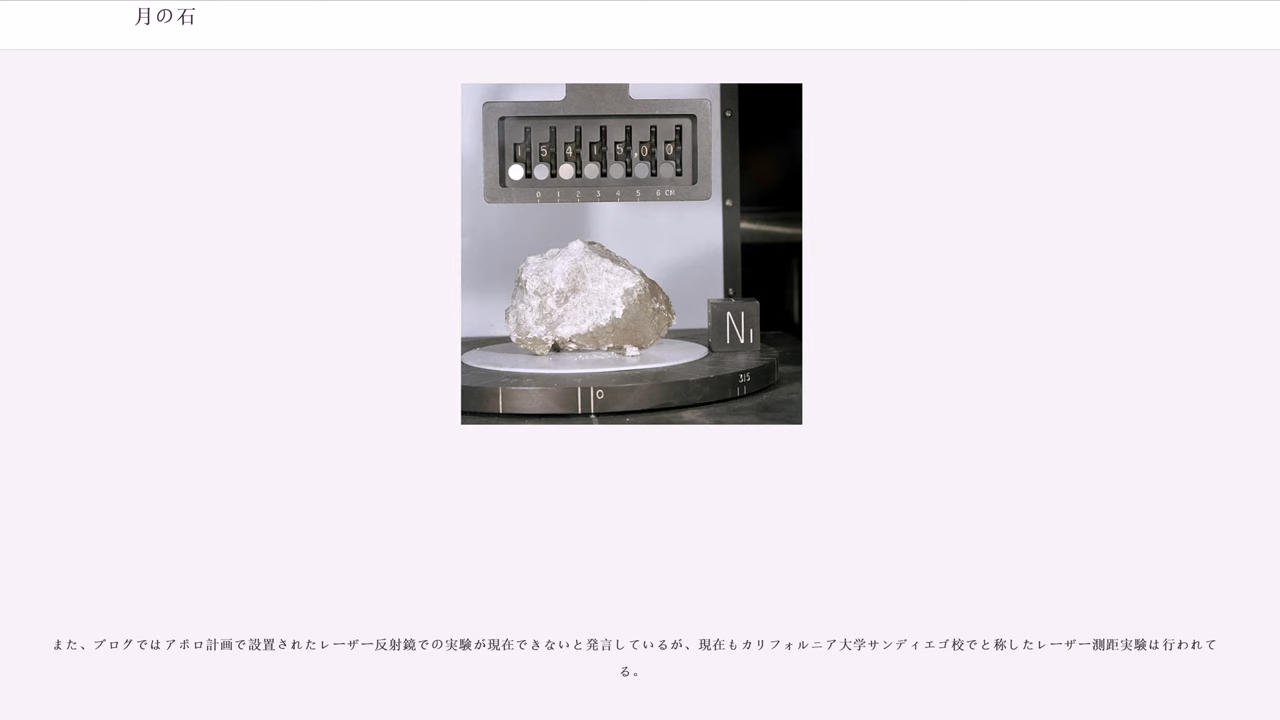 月の石
15415,00
0 1 2 3 4 5 6 CM
N1
315
0
また、ブログではアポロ計画で設置されたレーザー反射鏡での実験が現在できないと発言しているが、現在もカリフォルニア大学サンディエゴ校でと称したレーザー測距実験は行われて
る。